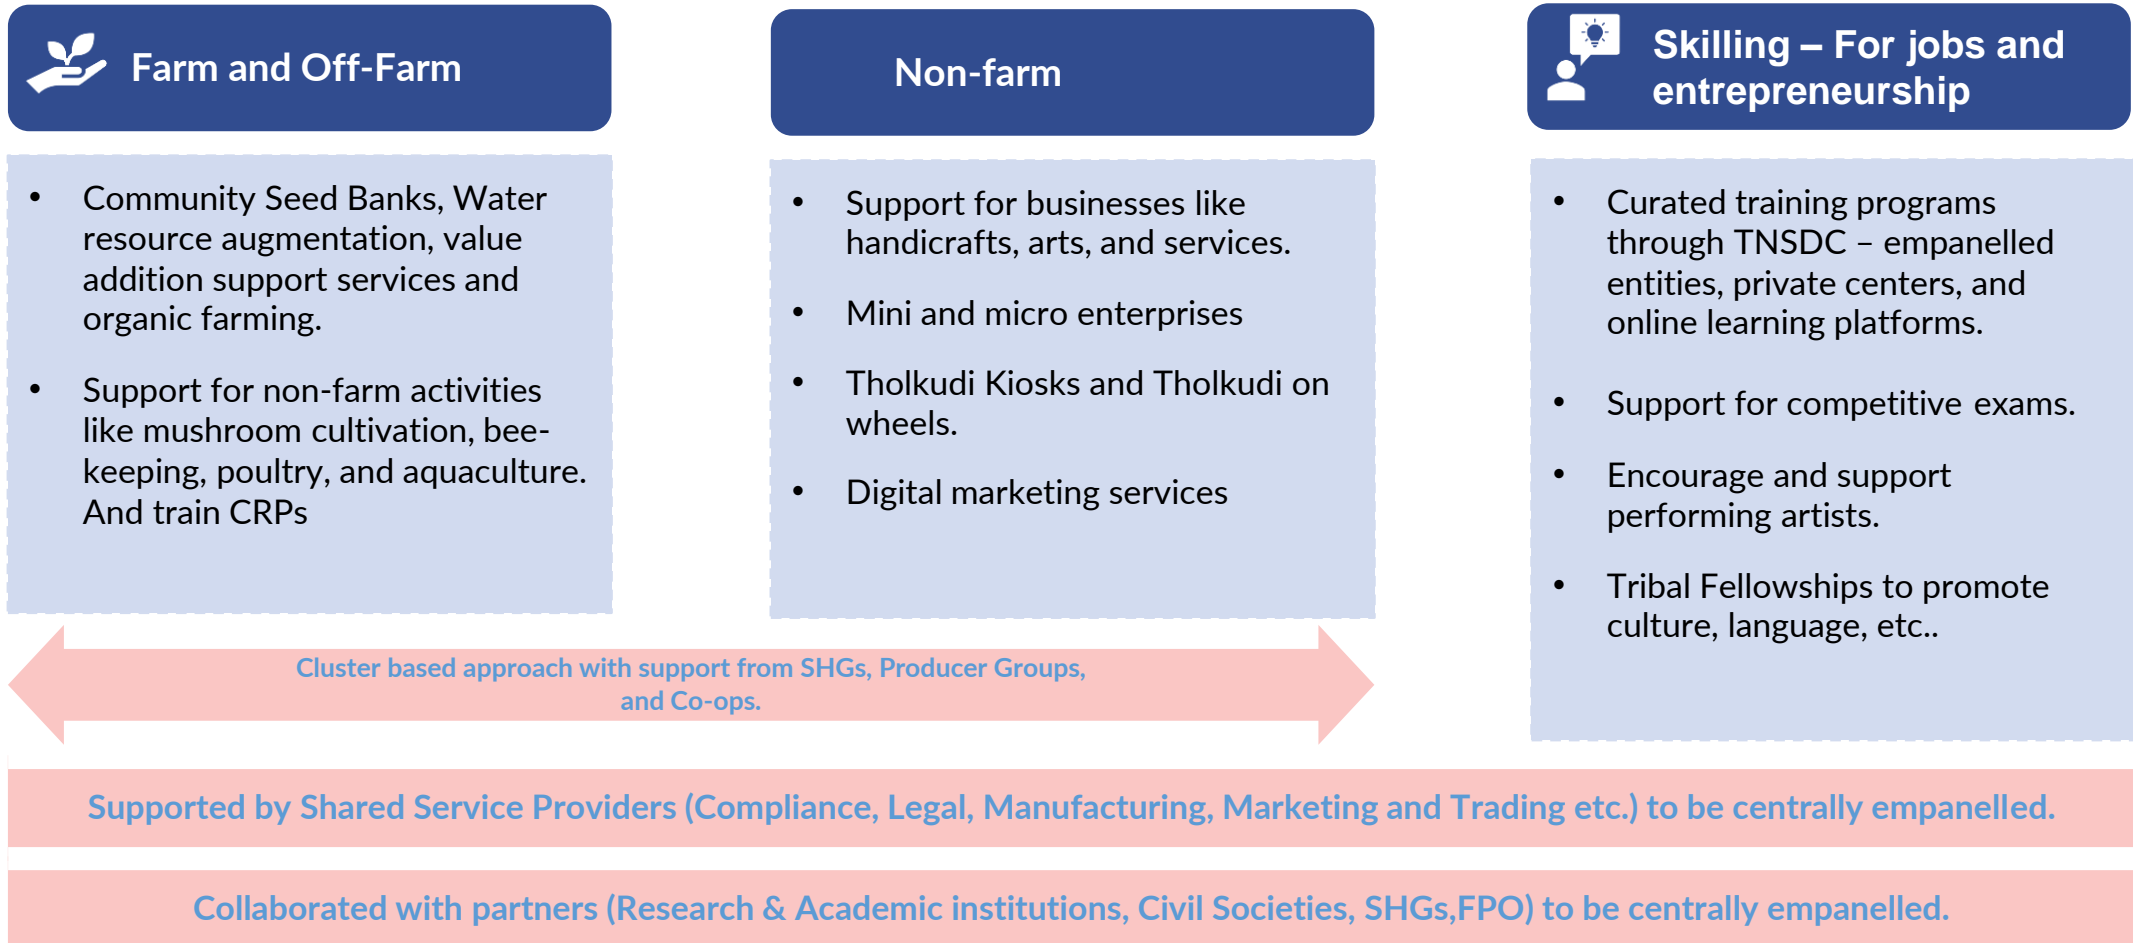 Farm and Off-Farm
Community Seed Banks, Water
resource augmentation, value
addition support services and
organic farming.
Support for non-farm activities
like mushroom cultivation, bee-
keeping, poultry, and aquaculture.
And train CRPs
Non-farm
Support for businesses like
handicrafts, arts, and services.
Mini and micro enterprises
Tholkudi Kiosks and Tholkudi on
wheels.
Digital marketing services
Skilling – For jobs and
entrepreneurship
Curated training programs
through TNSDC – empanelled
entities, private centers, and
online learning platforms.
Support for competitive exams.
Encourage and support
performing artists.
Tribal Fellowships to promote
culture, language, etc..
Cluster based approach with support from SHGs, Producer Groups,
and Co-ops.
Supported by Shared Service Providers (Compliance, Legal, Manufacturing, Marketing and Trading etc.) to be centrally empanelled.
Collaborated with partners (Research & Academic institutions, Civil Societies, SHGs,FPO) to be centrally empanelled.